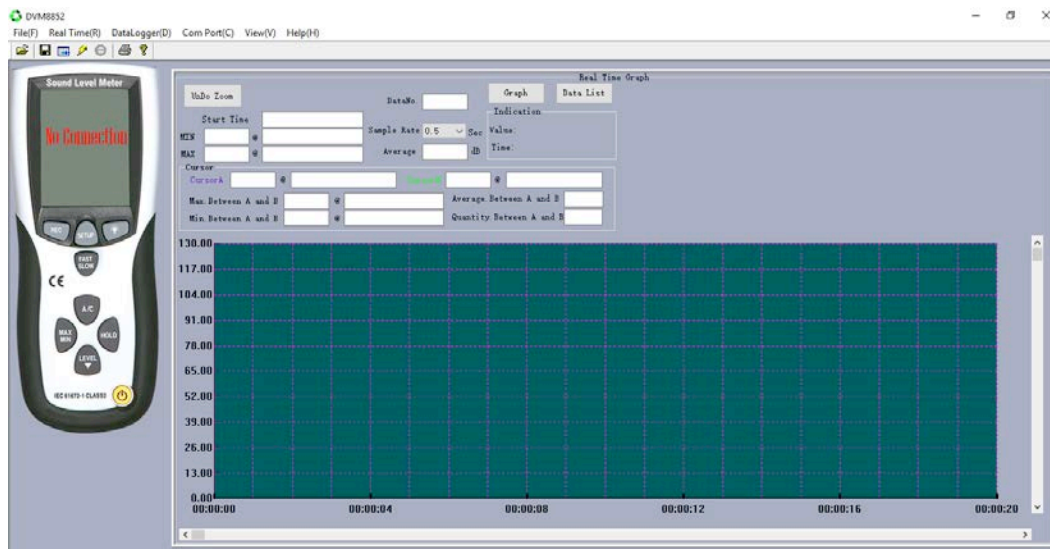 DVM8852
File(F) Real Time(R) DataLogger(D) Com Port(C) View(V) Help(H)
Sound Level Meter
No Connection
REC SETUP
FAST
SLOW
CE
A/C
MAX
MIN
HOLD
LEVEL
IEC 61672-1 CLASS2
Real Time Graph
UnDo Zoom
DataNo.
Graph
Data List
Start Time
MIN @
MAX @
Sample Rate 0.5 Sec
Average dB
Indication
Value:
Time:
Cursor
CursorA @
@
Max Between A and B @
Average Between A and B
Min Between A and B @
Quantity Between A and B
130.00
117.00
104.00
91.00
78.00
65.00
52.00
39.00
26.00
13.00
0.00
00:00:00 00:00:04 00:00:08 00:00:12 00:00:16 00:00:20